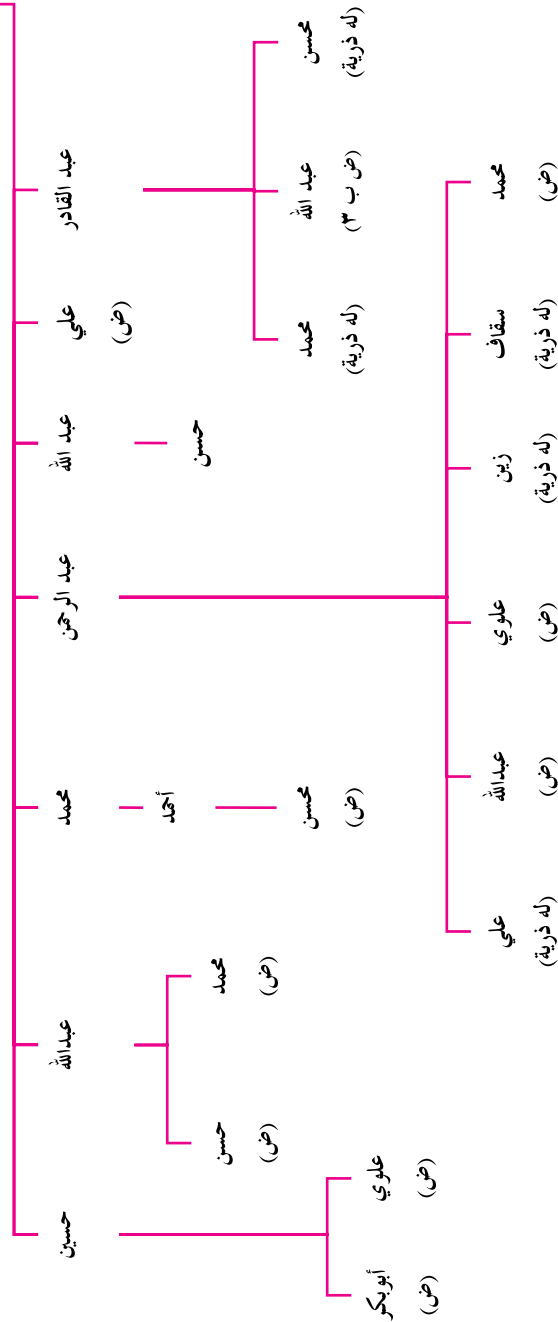 عبد القادر
علي
(ض)
عبد الله
عبد الرحمن
محمد
عبدالله
حسين
محسن
(له ذرية)
عبد الله
(ض ب ٣)
محمد
(له ذرية)
حسن
محمد
(ض)
سقاف
(له ذرية)
زين
(له ذرية)
علوي
(ض)
عبدالله
(ض)
علي
(له ذرية)
أحمد
محسن
(ض)
محمد
(ض)
حسن
(ض)
علوي
(ض)
أبوبكر
(ض)